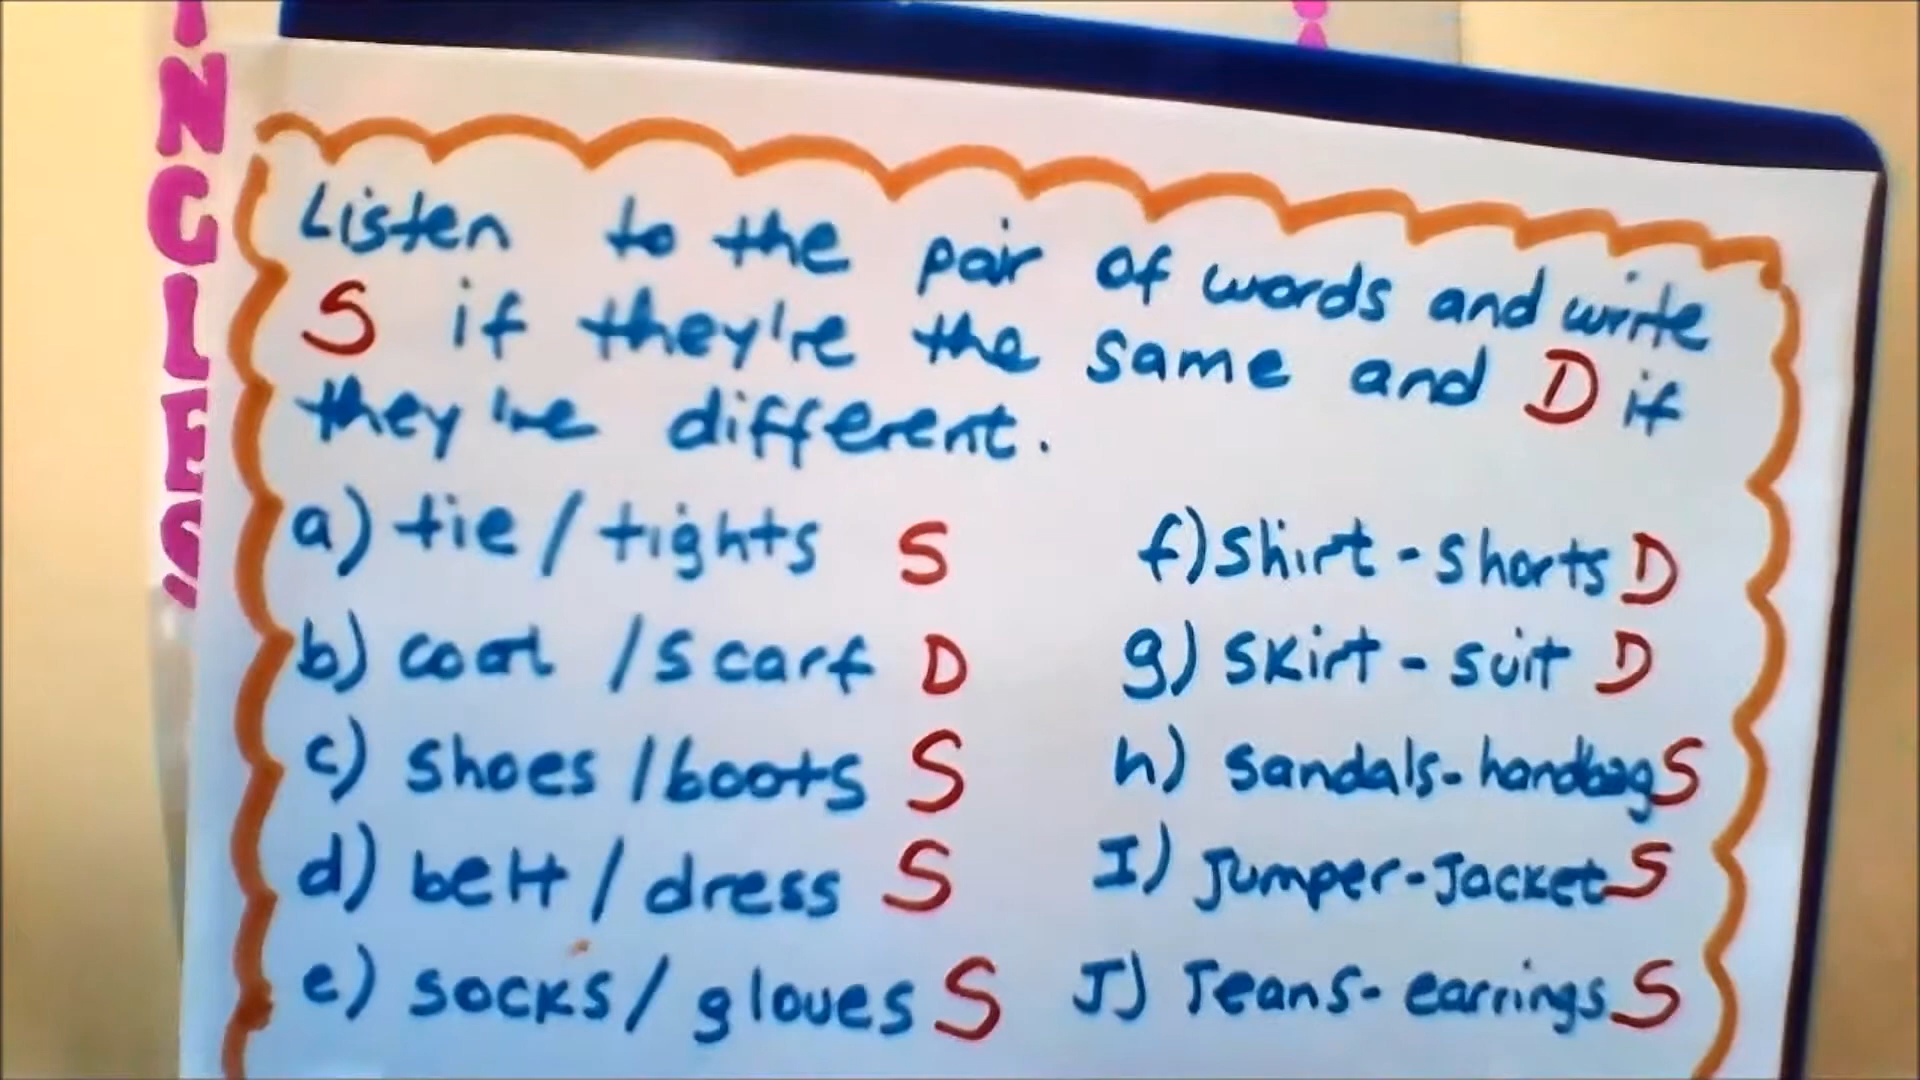 INGLES
Listen to the pair of words and write
S if they're the same and D if
they're different.
a) tie / tights S
b) coat / scarf D
c) shoes / boots S
d) belt / dress S
e) socks / gloves S
f) shirt - shorts D
g) skirt - suit D
h) sandals - handbag S
I) Jumper - Jacket S
J) Jeans - earrings S